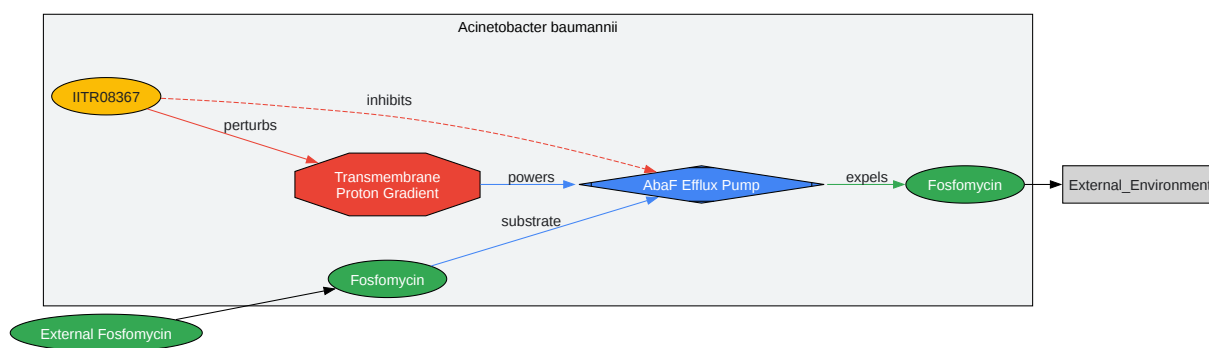 Acinetobacter baumannii
IITR08367
inhibits
perturbs
Transmembrane
Proton Gradient
powers
AbaF Efflux Pump
expels
Fosfomycin
External_Environment
substrate
Fosfomycin
External Fosfomycin